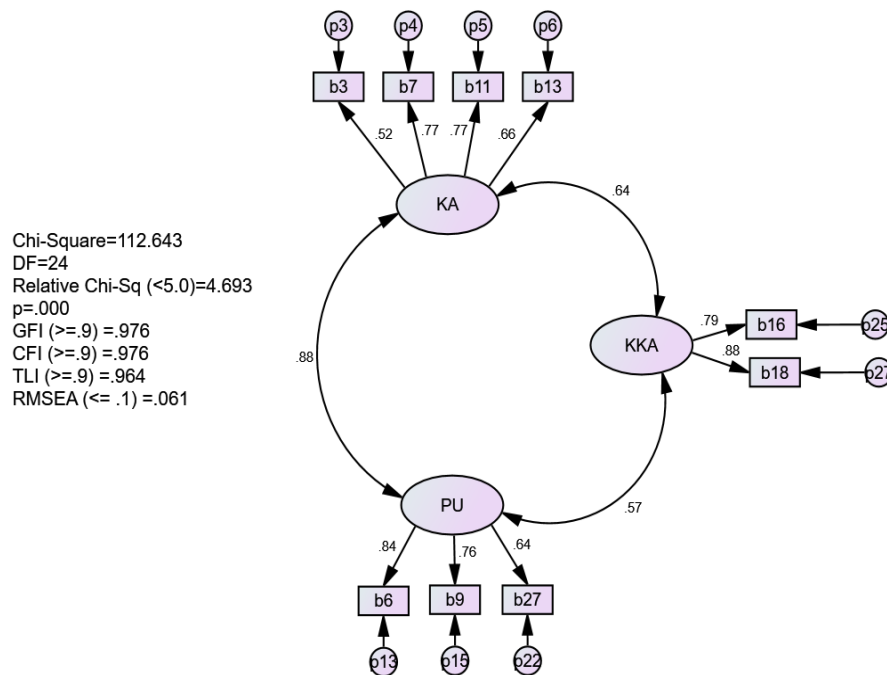 p3
p4
p5
p6
b3
b7
b11
b13
.52
.77
.77
.66
KA
.64
Chi-Square=112.643
DF=24
Relative Chi-Sq (<5.0)=4.693
p=.000
GFI (>=.9) =.976
CFI (>=.9) =.976
TLI (>=.9) =.964
RMSEA (<= .1) =.061
.88
KKA
.79
b16
p25
.88
b18
p27
PU
.57
.84
.76
.64
b6
b9
b27
p13
p15
p22